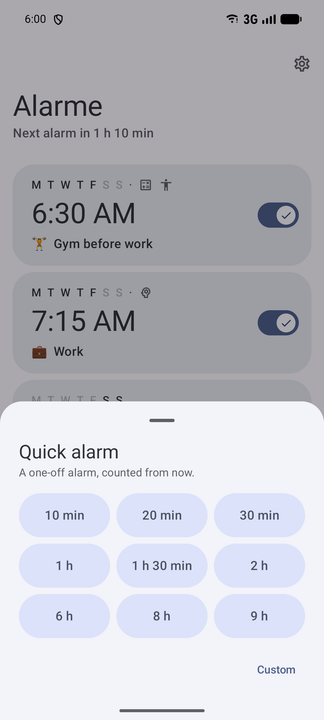 6:00
3G
Alarme
Next alarm in 1 h 10 min
M T W T F S S ·
6:30 AM
🏋 Gym before work
M T W T F S S ·
7:15 AM
💼 Work
M T W T F S S
Quick alarm
A one-off alarm, counted from now.
10 min 20 min 30 min
1 h 1 h 30 min 2 h
6 h 8 h 9 h
Custom